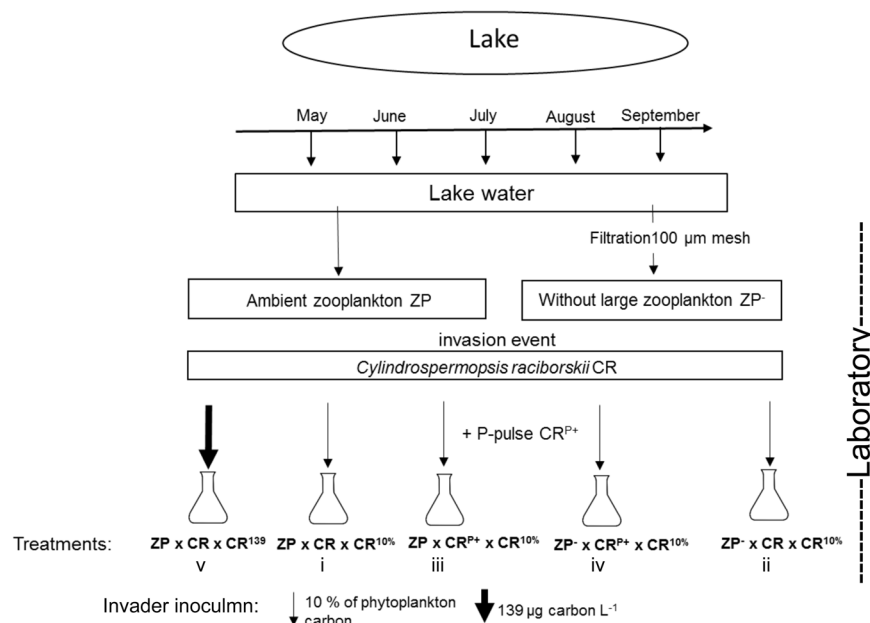 Lake
May June July August September
Lake water
Filtration100 µm mesh
Ambient zooplankton ZP
Without large zooplankton ZP-
invasion event
Cylindrospermopsis raciborskii CR
+ P-pulse CRP+
Treatments:
ZP x CR x CR139
ZP x CR x CR10%
ZP x CRP+ x CR10%
ZP- x CRP+ x CR10%
ZP- x CR x CR10%
v i iii iv ii
Invader inoculmn:
10 % of phytoplankton
carbon
139 µg carbon L-1
--------Laboratory--------